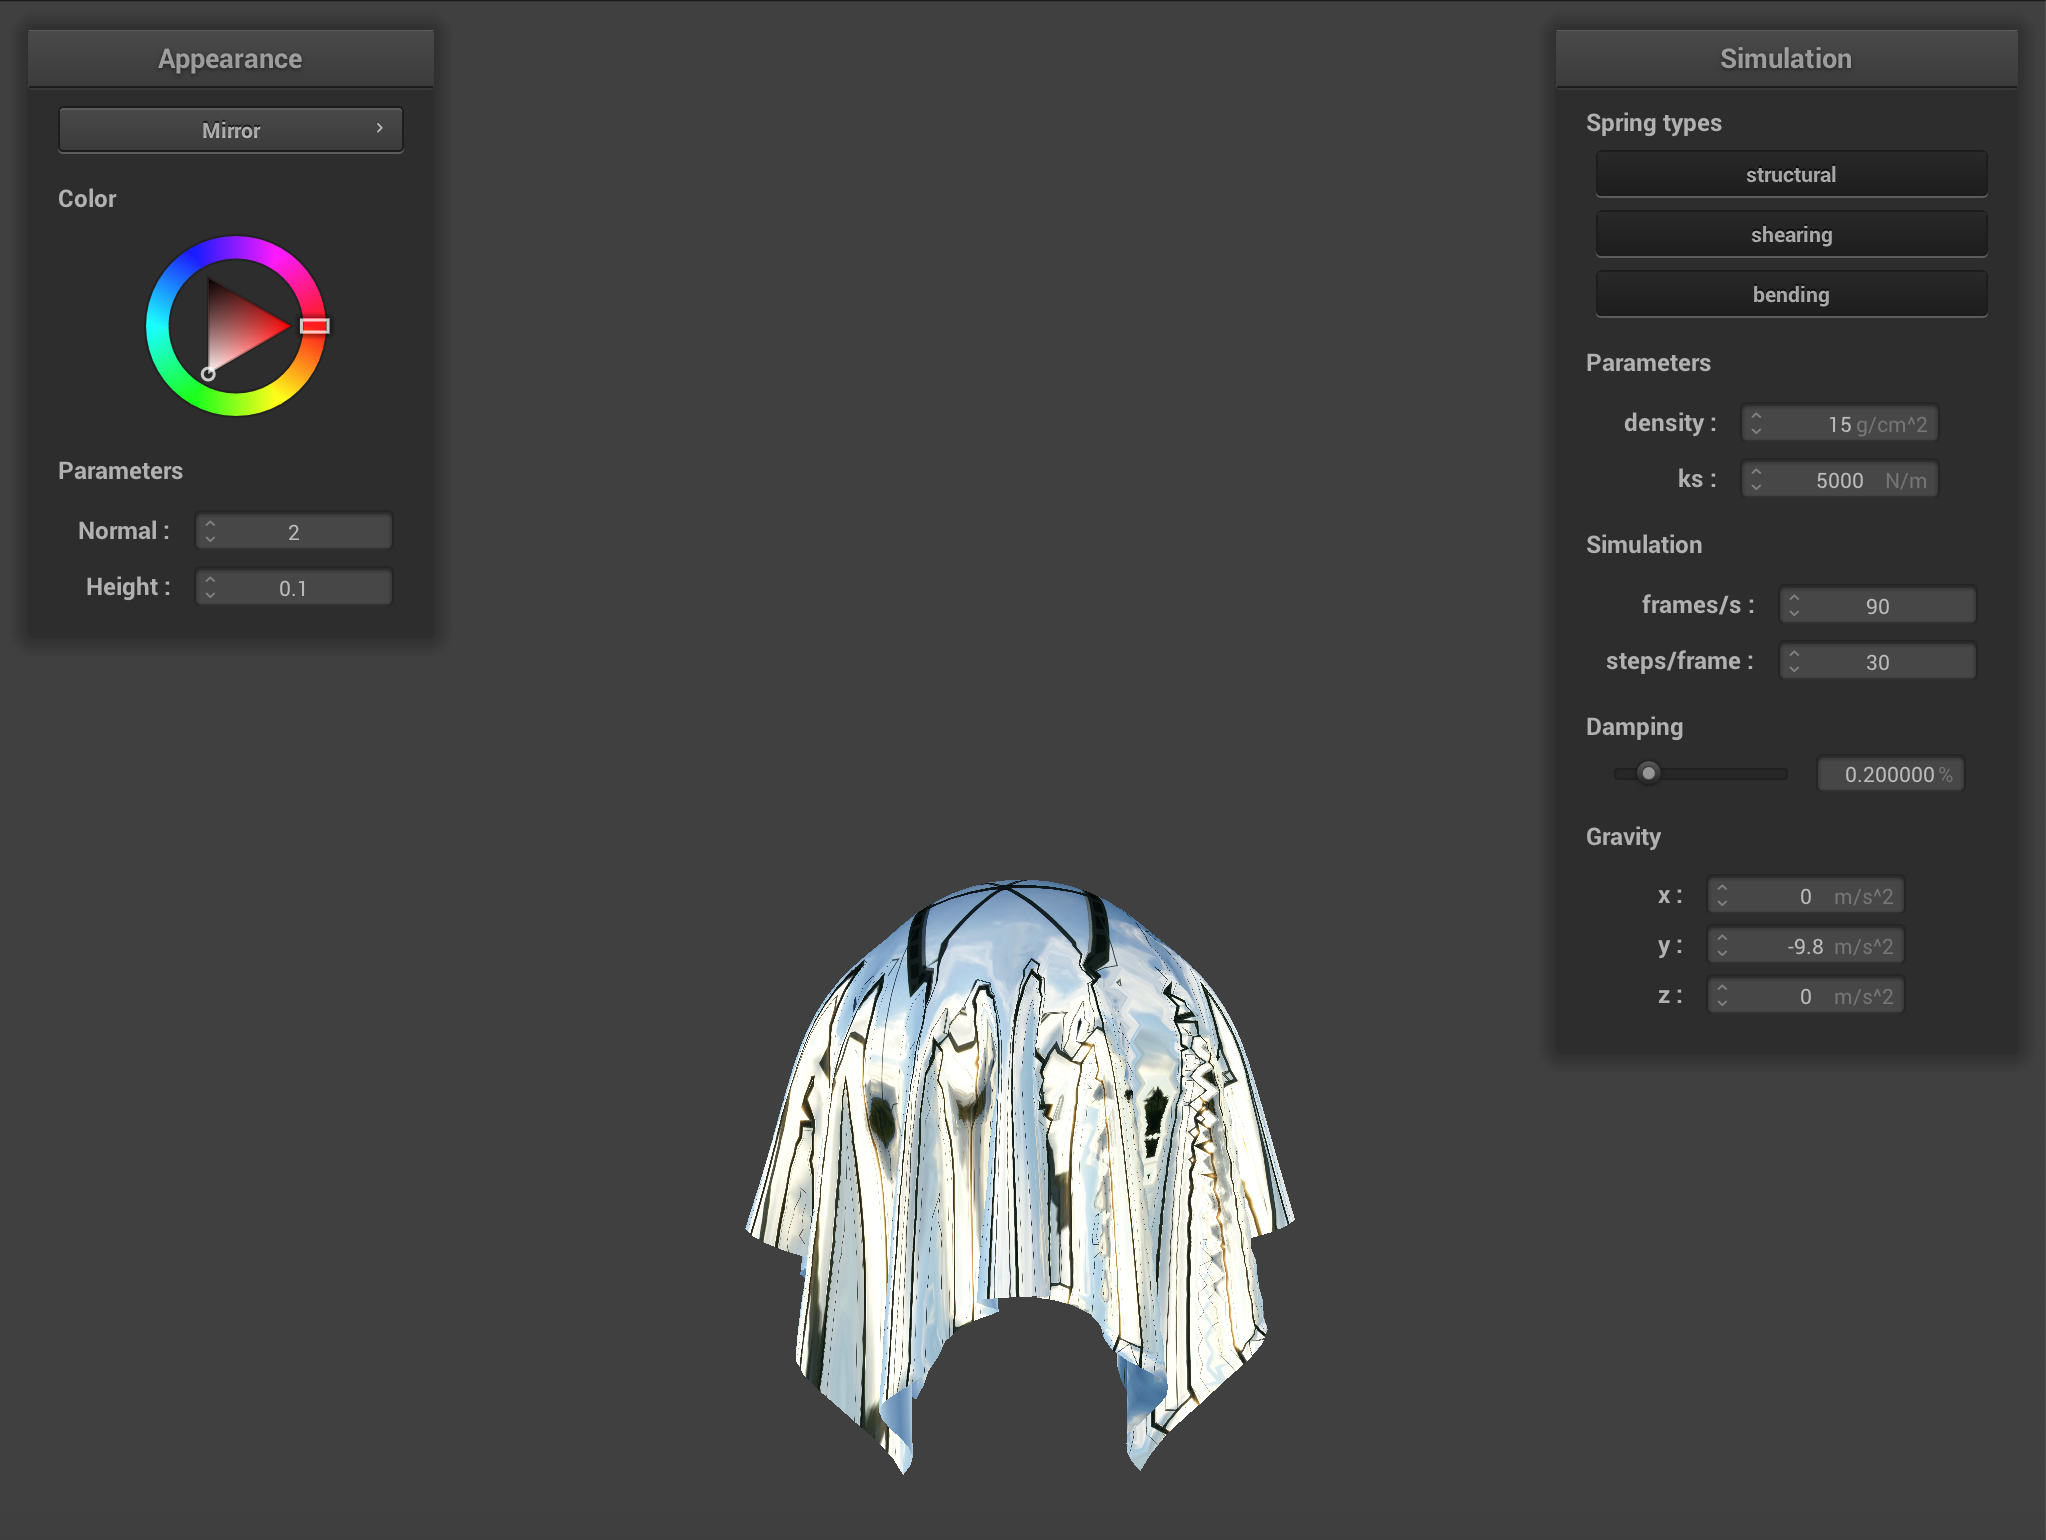 Appearance
Mirror
Color
Parameters
Normal : 2
Height : 0.1
Simulation
Spring types
structural
shearing
bending
Parameters
density : 15 g/cm^2
ks : 5000 N/m
Simulation
frames/s : 90
steps/frame : 30
Damping
0.200000 %
Gravity
x : 0 m/s^2
y : -9.8 m/s^2
z : 0 m/s^2